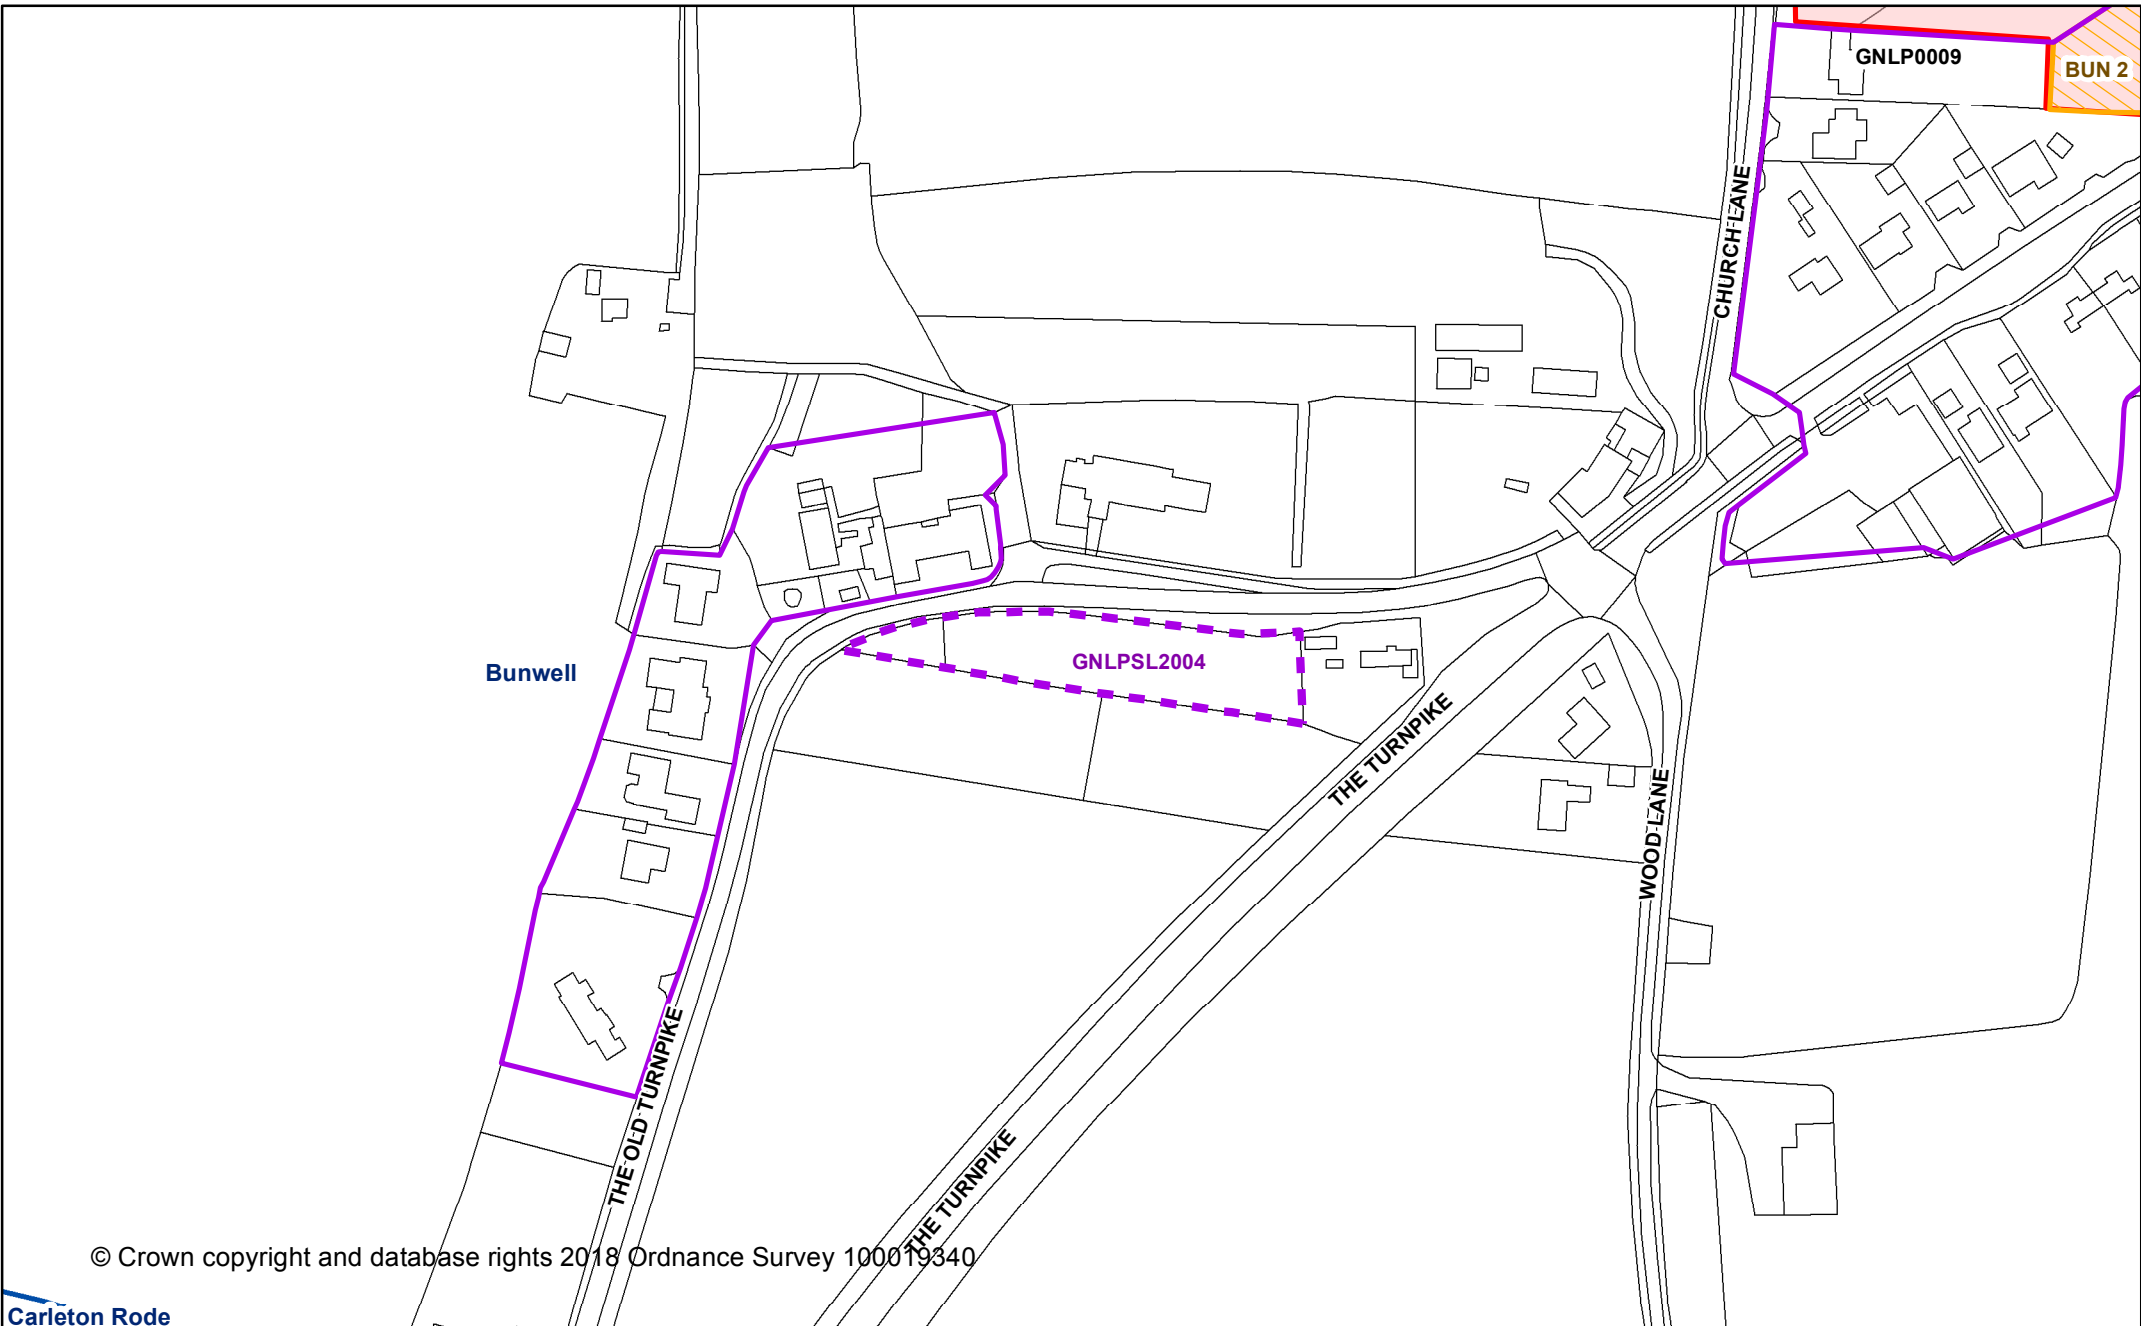 GNLP0009
BUN 2
CHURCH LANE
Bunwell
GNLPSL2004
THE TURNPIKE
WOOD LANE
THE OLD TURNPIKE
THE TURNPIKE
© Crown copyright and database rights 2018 Ordnance Survey 100019340
Carleton Rode